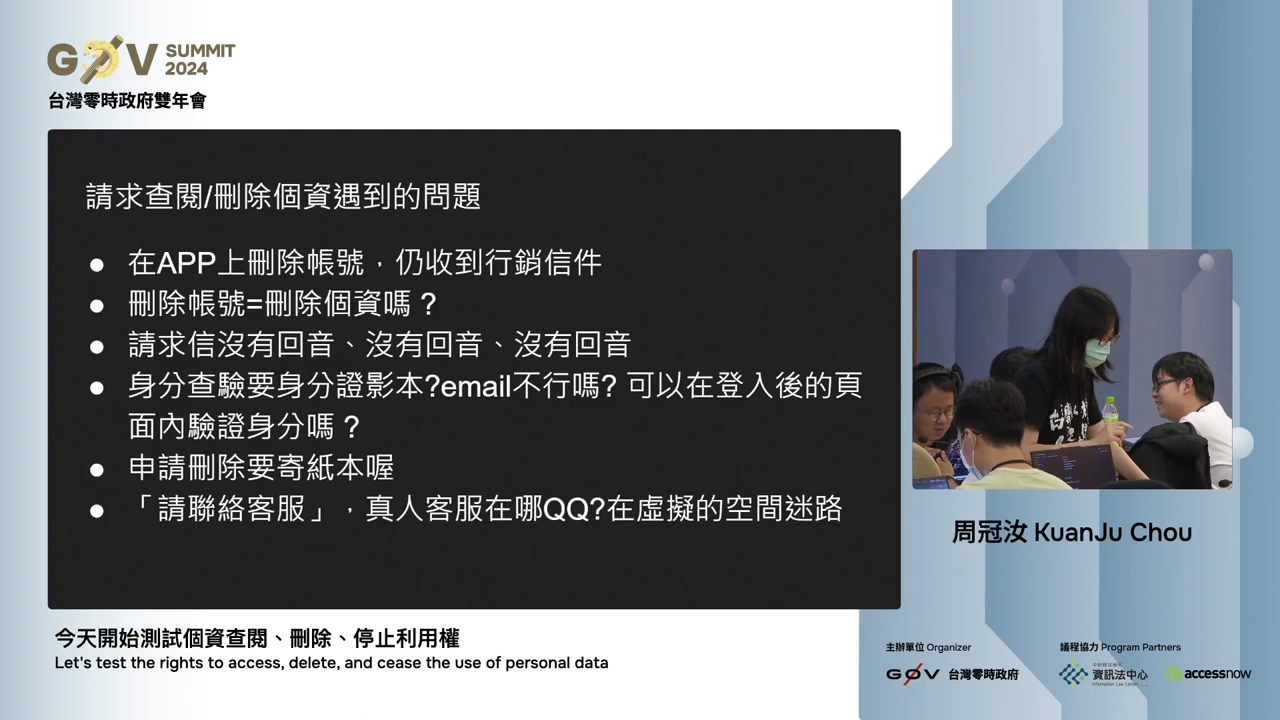 G0V SUMMIT 2024
台灣零時政府雙年會
請求查閱/刪除個資遇到的問題
● 在APP上刪除帳號，仍收到行銷信件
● 刪除帳號=刪除個資嗎？
● 請求信沒有回音、沒有回音、沒有回音
● 身分查驗要身分證影本?email不行嗎? 可以在登入後的頁
面內驗證身分嗎？
● 申請刪除要寄紙本喔
● 「請聯絡客服」，真人客服在哪QQ?在虛擬的空間迷路
周冠汝 KuanJu Chou
今天開始測試個資查閱、刪除、停止利用權
Let's test the rights to access, delete, and cease the use of personal data
主辦單位 Organizer
G0V 台灣零時政府
議程協力 Program Partners
資訊法中心
Information Law Center
accessnow